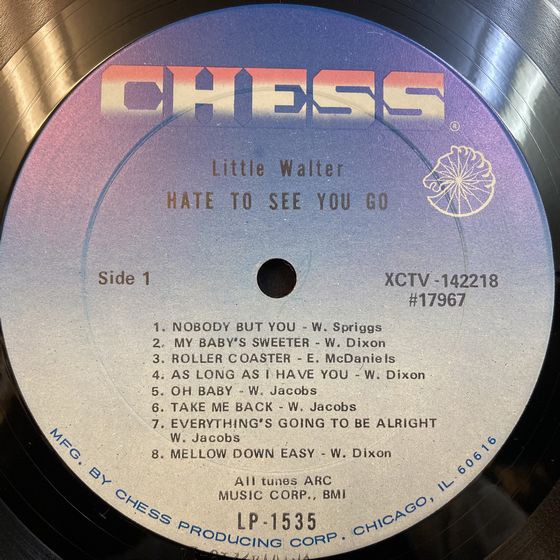 CHESS
®
Little Walter
HATE TO SEE YOU GO
Side 1
XCTV -142218
#17967
1. NOBODY BUT YOU - W. Spriggs
2. MY BABY'S SWEETER - W. Dixon
3. ROLLER COASTER - E. McDaniels
4. AS LONG AS I HAVE YOU - W. Dixon
5. OH BABY - W. Jacobs
6. TAKE ME BACK - W. Jacobs
7. EVERYTHING'S GOING TO BE ALRIGHT
W. Jacobs
8. MELLOW DOWN EASY - W. Dixon
All tunes ARC
MUSIC CORP., BMI
LP-1535
MFG. BY CHESS PRODUCING CORP. CHICAGO, IL 60616